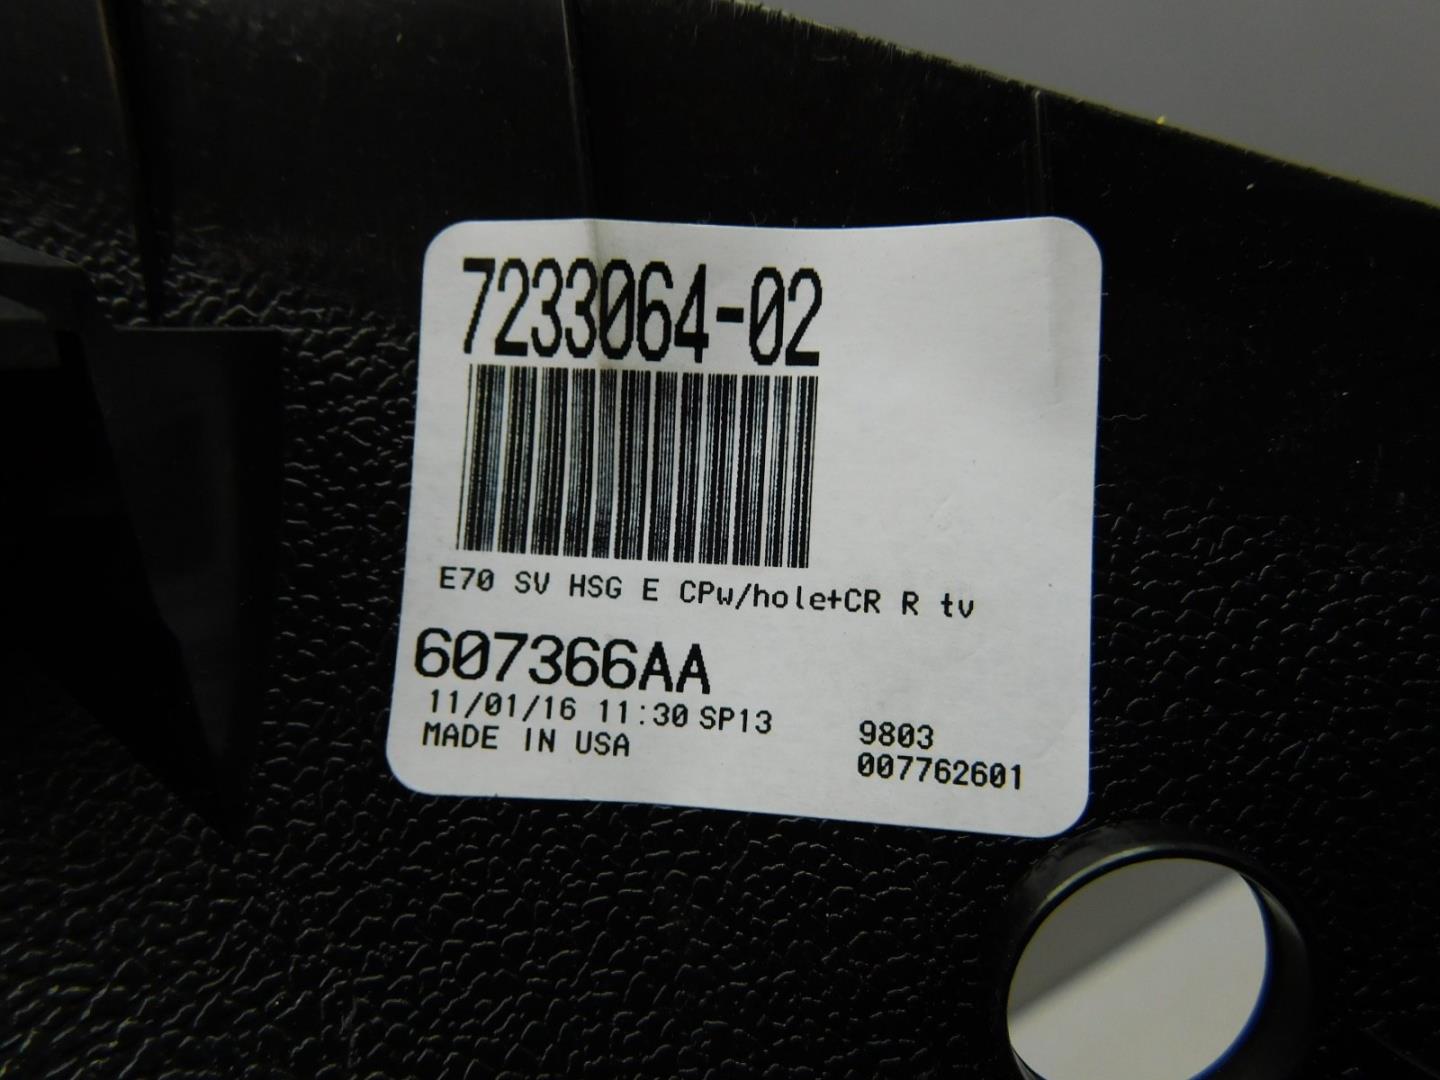 7233064-02
E70 SV HSG E CPw/hole+CR R tv
607366AA
11/01/16 11:30 SP13
MADE IN USA
9803
007762601